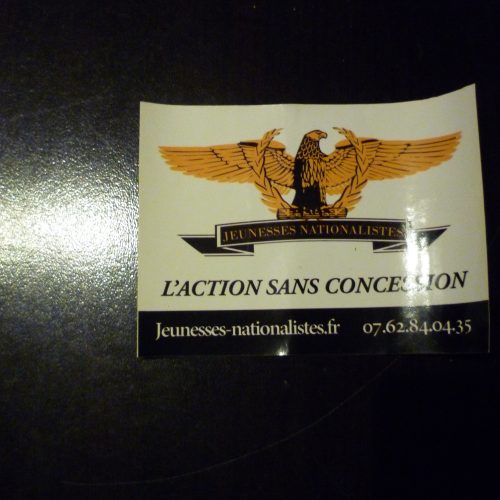 JEUNESSES NATIONALISTES
L'ACTION SANS CONCESSION
Jeunesses-nationalistes.fr 07.62.84.04.35